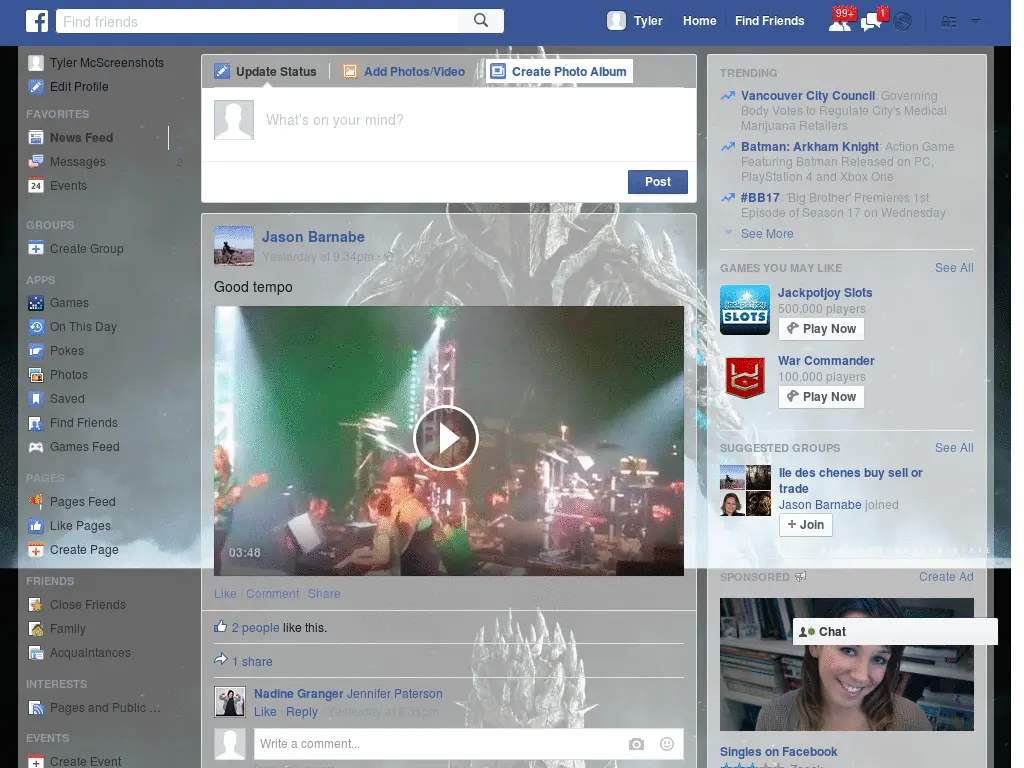 Find friends
Tyler
Home
Find Friends
99+
1
Tyler McScreenshots
Edit Profile
FAVORITES
News Feed
Messages
2
24
Events
GROUPS
Create Group
APPS
Games
On This Day
Pokes
Photos
Saved
Find Friends
Games Feed
PAGES
Pages Feed
Like Pages
Create Page
FRIENDS
Close Friends
Family
Acquaintances
INTERESTS
Pages and Public ...
EVENTS
Create Event
Update Status
Add Photos/Video
Create Photo Album
What's on your mind?
Post
Jason Barnabe
Yesterday at 9:34pm ·
Good tempo
03:48
Like · Comment · Share
2 people like this.
1 share
Nadine Granger Jennifer Paterson
Like · Reply · Yesterday at 9:35pm
Write a comment...
TRENDING
Vancouver City Council: Governing
Body Votes to Regulate City's Medical
Marijuana Retailers
Batman: Arkham Knight: Action Game
Featuring Batman Released on PC,
PlayStation 4 and Xbox One
#BB17: 'Big Brother' Premieres 1st
Episode of Season 17 on Wednesday
See More
GAMES YOU MAY LIKE
See All
Jackpotjoy
SLOTS
Jackpotjoy Slots
500,000 players
Play Now
War Commander
100,000 players
Play Now
SUGGESTED GROUPS
See All
Ile des chenes buy sell or
trade
Jason Barnabe joined
+ Join
SPONSORED
Create Ad
Chat
Singles on Facebook